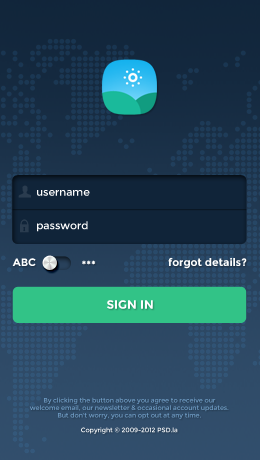 username
password
ABC ••• forgot details?
SIGN IN
By clicking the button above you agree to receive our
welcome email, our newsletter & occasional account updates.
But don't worry, you can opt out at any time.
Copyright © 2009-2012 PSD.la